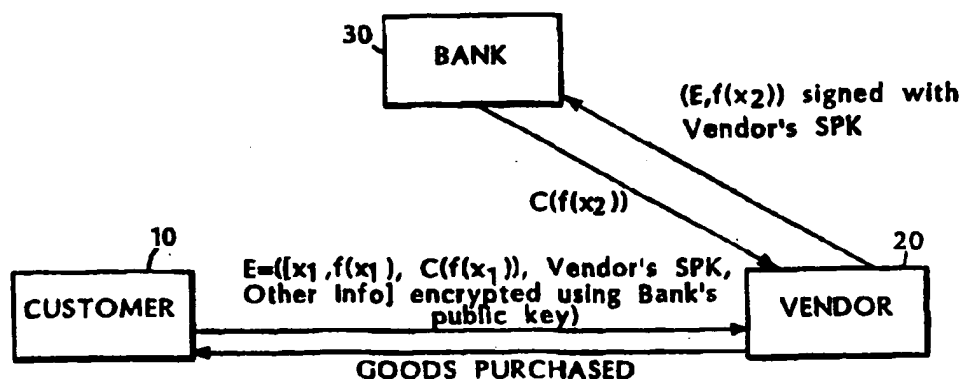 30
BANK
(E,f(x2)) signed with
Vendor's SPK
C(f(x2))
10
20
E=([x1,f(x1), C(f(x1)), Vendor's SPK,
Other Info] encrypted using Bank's
public key)
CUSTOMER
VENDOR
GOODS PURCHASED